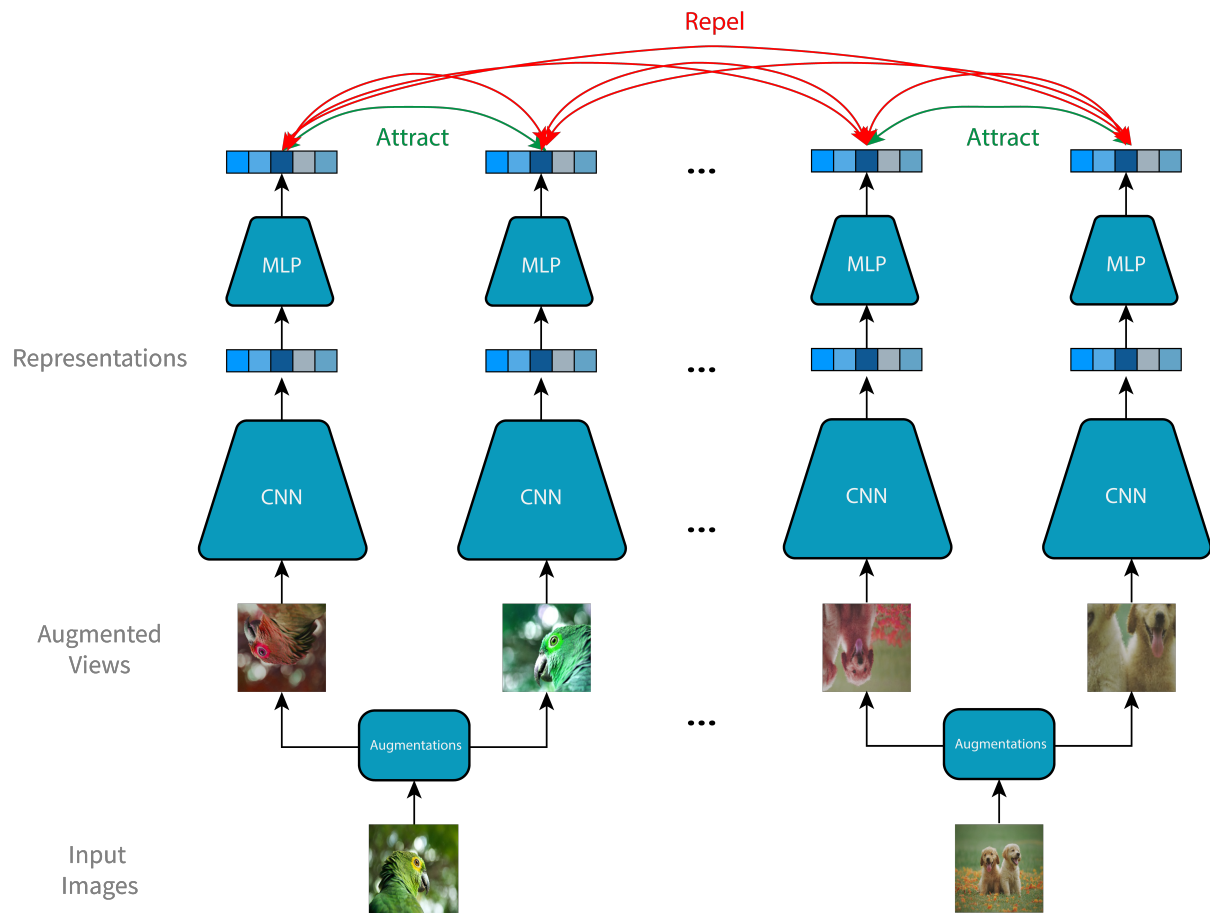 Repel
Attract
Attract
...
MLP
MLP
MLP
MLP
Representations
...
CNN
CNN
CNN
CNN
...
Augmented
Views
...
Augmentations
Augmentations
Input
Images